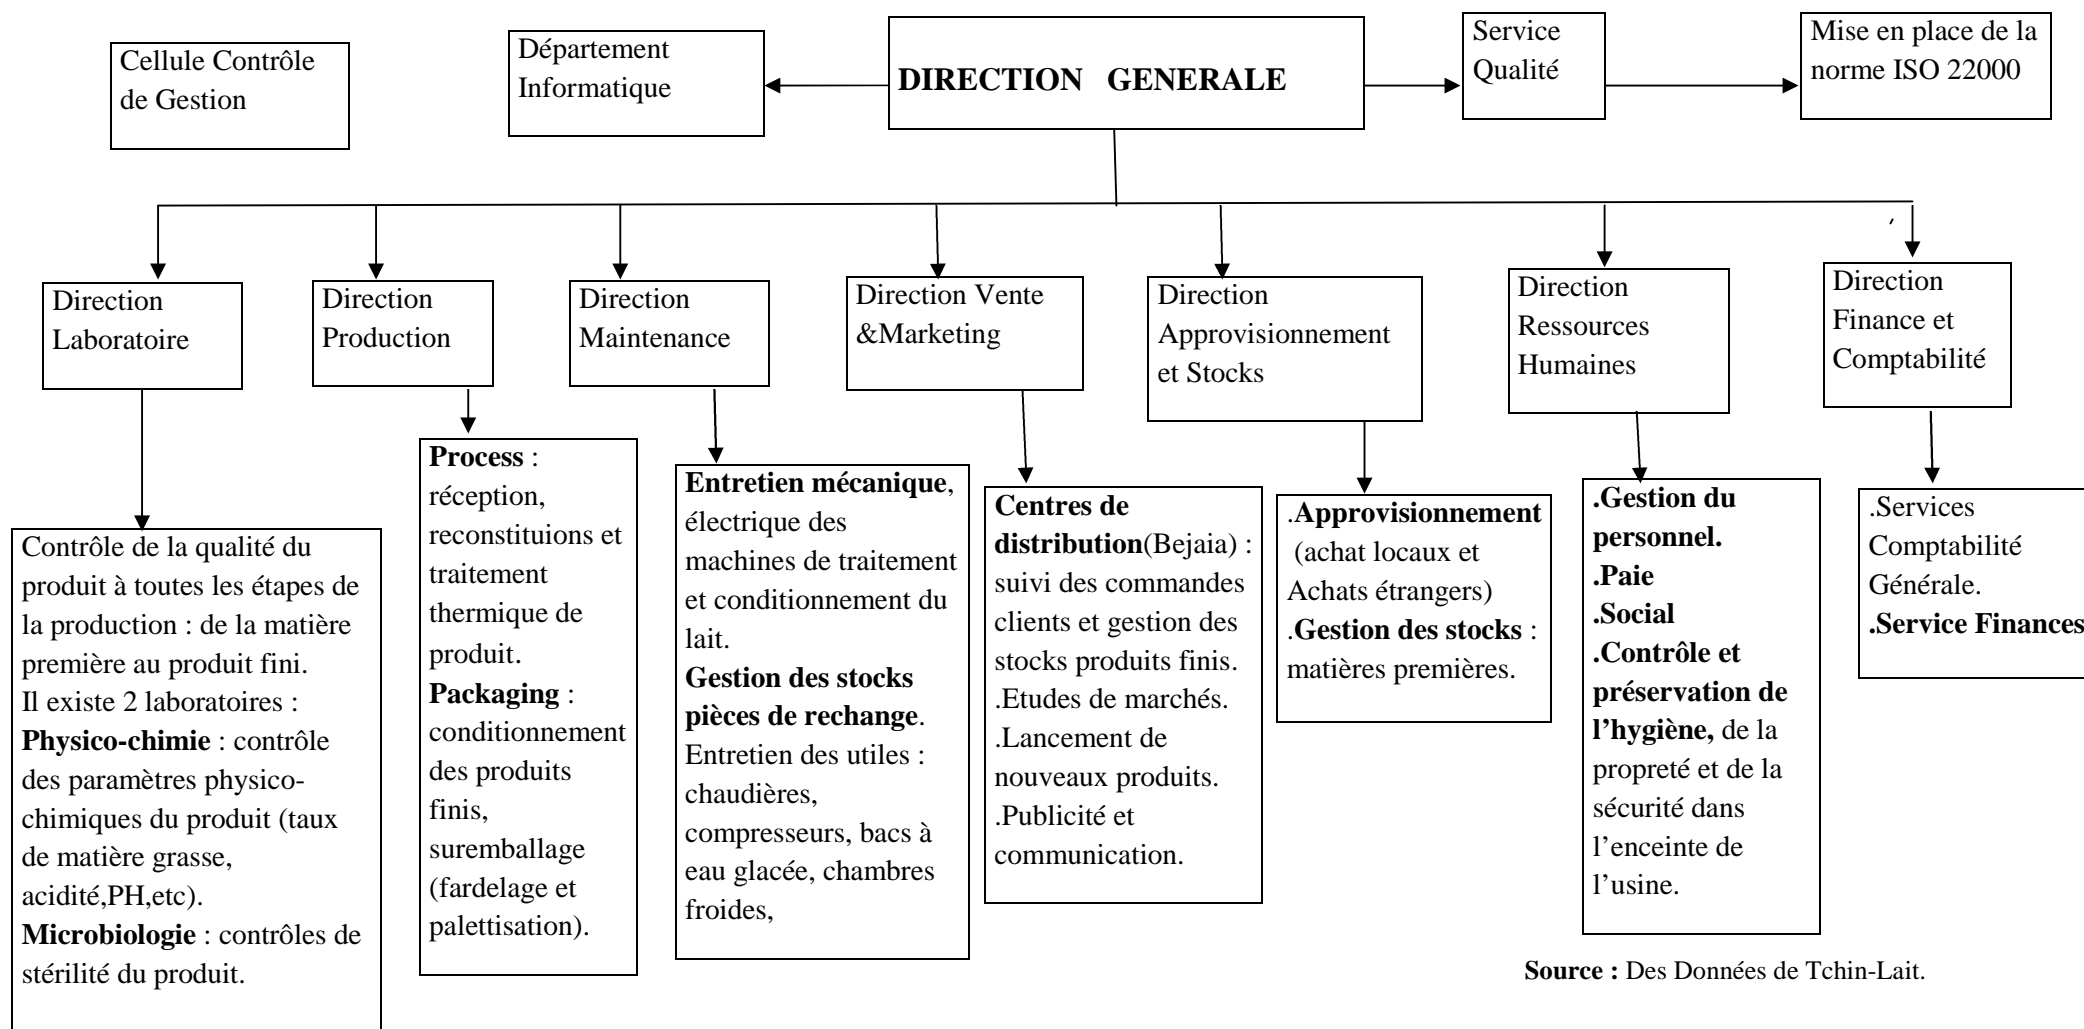 Cellule Contrôle
de Gestion
Département
Informatique
DIRECTION GENERALE
Service
Qualité
Mise en place de la
norme ISO 22000
Direction
Laboratoire
Direction
Production
Direction
Maintenance
Direction Vente
&Marketing
Direction
Approvisionnement
et Stocks
Direction
Ressources
Humaines
Direction
Finance et
Comptabilité
Contrôle de la qualité du
produit à toutes les étapes de
la production : de la matière
première au produit fini.
Il existe 2 laboratoires :
Physico-chimie : contrôle
des paramètres physico-
chimiques du produit (taux
de matière grasse,
acidité,PH,etc).
Microbiologie : contrôles de
stérilité du produit.
Process :
réception,
reconstituions et
traitement
thermique de
produit.
Packaging :
conditionnement
des produits
finis,
suremballage
(fardelage et
palettisation).
Entretien mécanique,
électrique des
machines de traitement
et conditionnement du
lait.
Gestion des stocks
pièces de rechange.
Entretien des utiles :
chaudières,
compresseurs, bacs à
eau glacée, chambres
froides,
Centres de
distribution(Bejaia) :
suivi des commandes
clients et gestion des
stocks produits finis.
.Etudes de marchés.
.Lancement de
nouveaux produits.
.Publicité et
communication.
.Approvisionnement
(achat locaux et
Achats étrangers)
.Gestion des stocks :
matières premières.
.Gestion du
personnel.
.Paie
.Social
.Contrôle et
préservation de
l’hygiène, de la
propreté et de la
sécurité dans
l’enceinte de
l’usine.
.Services
Comptabilité
Générale.
.Service Finances
Source : Des Données de Tchin-Lait.